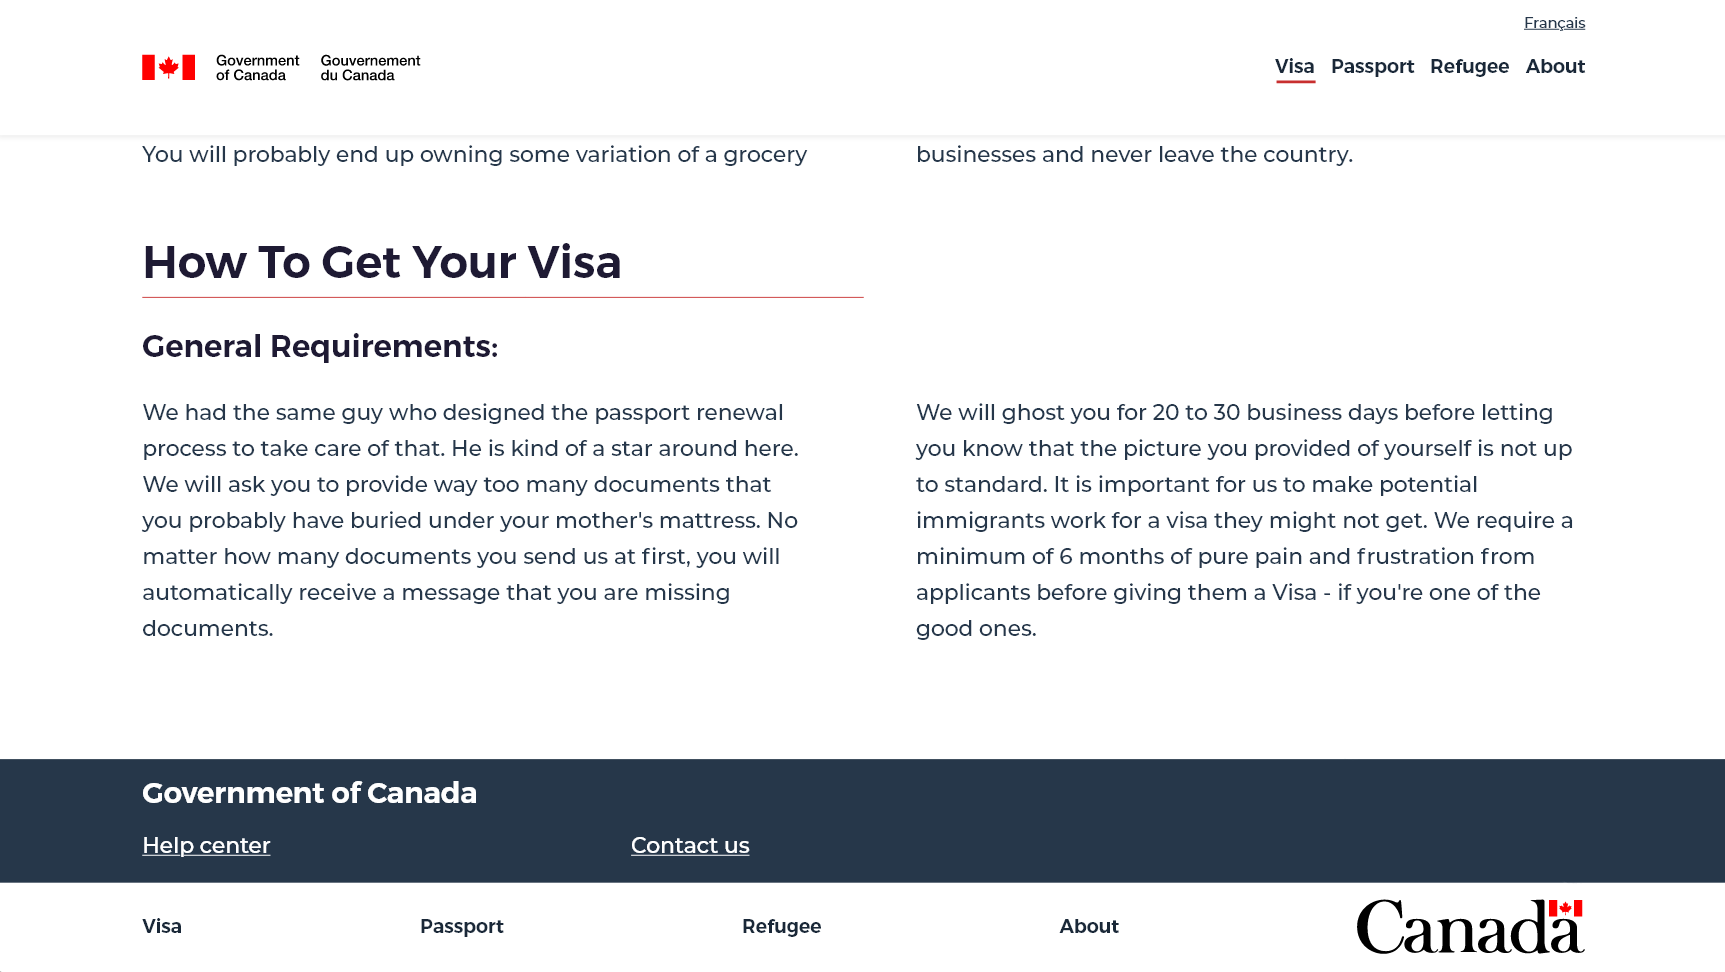 Français
Government
of Canada
Gouvernement
du Canada
Visa Passport Refugee About
You will probably end up owning some variation of a grocery
businesses and never leave the country.
How To Get Your Visa
General Requirements:
We had the same guy who designed the passport renewal
process to take care of that. He is kind of a star around here.
We will ask you to provide way too many documents that
you probably have buried under your mother's mattress. No
matter how many documents you send us at first, you will
automatically receive a message that you are missing
documents.
We will ghost you for 20 to 30 business days before letting
you know that the picture you provided of yourself is not up
to standard. It is important for us to make potential
immigrants work for a visa they might not get. We require a
minimum of 6 months of pure pain and frustration from
applicants before giving them a Visa - if you're one of the
good ones.
Government of Canada
Help center
Contact us
Visa
Passport
Refugee
About
Canada